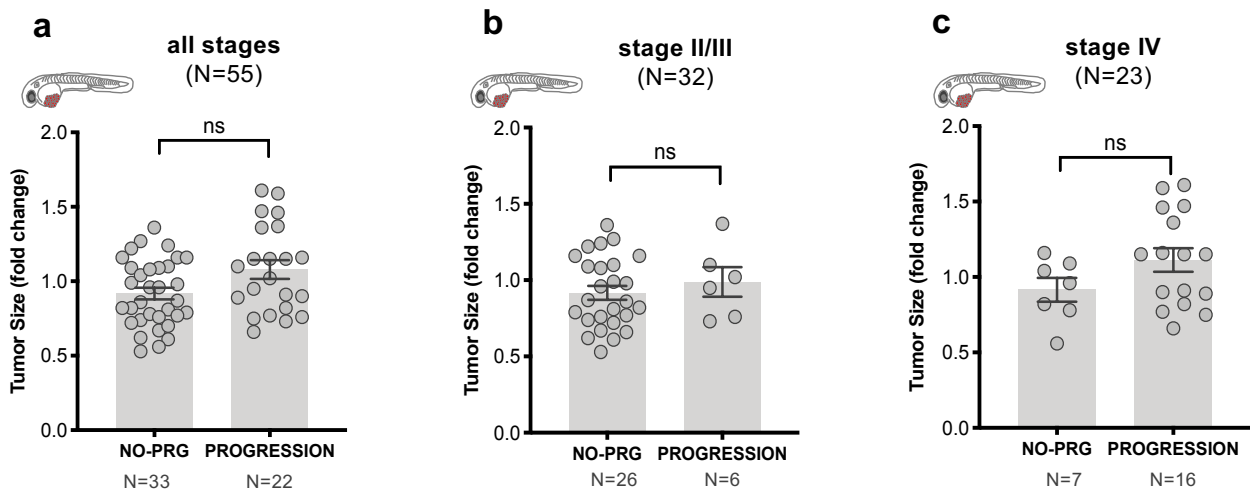 a
all stages
(N=55)
Tumor Size (fold change)
2.0
1.5
1.0
0.5
0.0
ns
NO-PRG PROGRESSION
N=33 N=22
b
stage II/III
(N=32)
Tumor Size (fold change)
2.0
1.5
1.0
0.5
0.0
ns
NO-PRG PROGRESSION
N=26 N=6
c
stage IV
(N=23)
Tumor Size (fold change)
2.0
1.5
1.0
0.5
0.0
ns
NO-PRG PROGRESSION
N=7 N=16